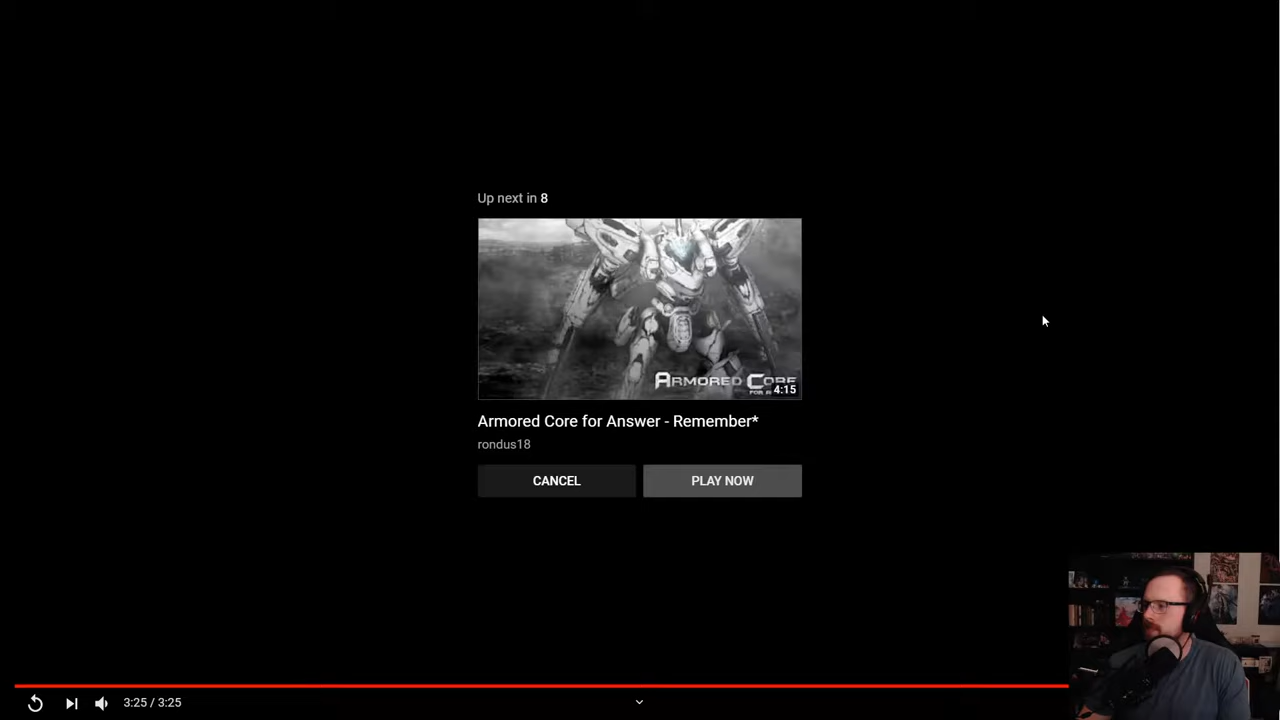 Up next in 8
ARMORED CORE
4:15
Armored Core for Answer - Remember*
rondus18
CANCEL
PLAY NOW
3:25 / 3:25